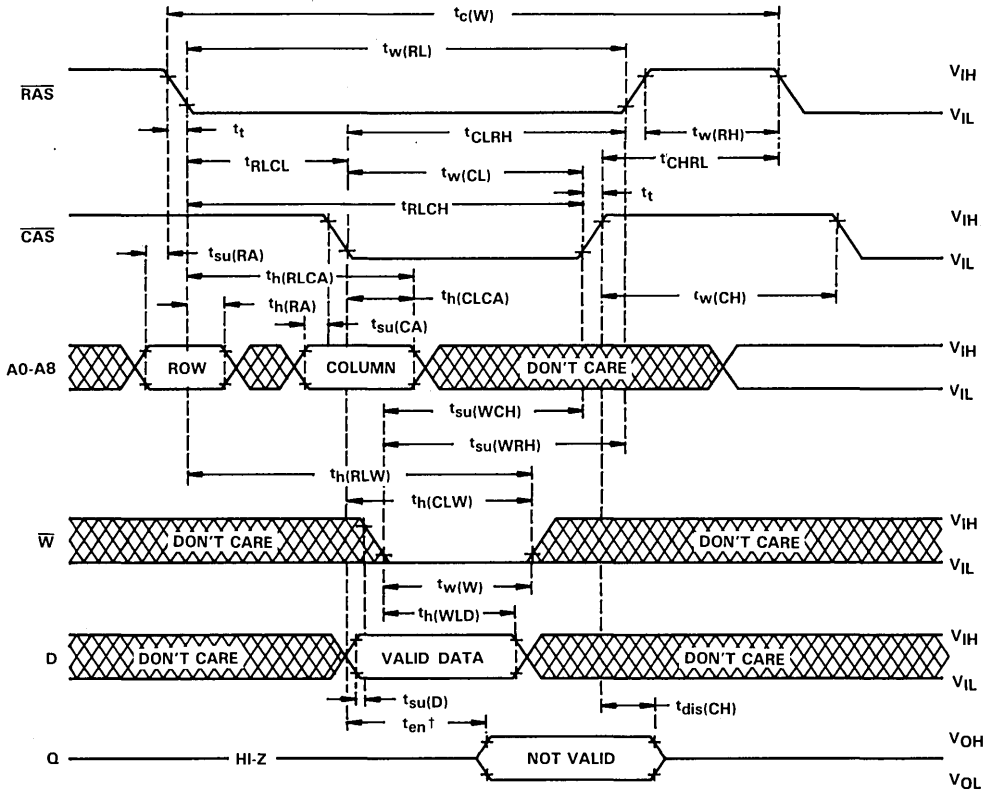 tc(W)
tw(RL)
RAS
VIH
VIL
tt
tCLRH
tw(RH)
tRLCL
tCHRL
tw(CL)
tRLCH
tt
CAS
VIH
VIL
tsu(RA)
th(RLCA)
th(RA)
th(CLCA)
tw(CH)
tsu(CA)
A0-A8
ROW
COLUMN
DON'T CARE
VIH
VIL
tsu(WCH)
tsu(WRH)
th(RLW)
th(CLW)
W
DON'T CARE
DON'T CARE
VIH
VIL
tw(W)
th(WLD)
D
DON'T CARE
VALID DATA
DON'T CARE
VIH
VIL
tsu(D)
tdis(CH)
ten†
Q
HI-Z
NOT VALID
VOH
VOL